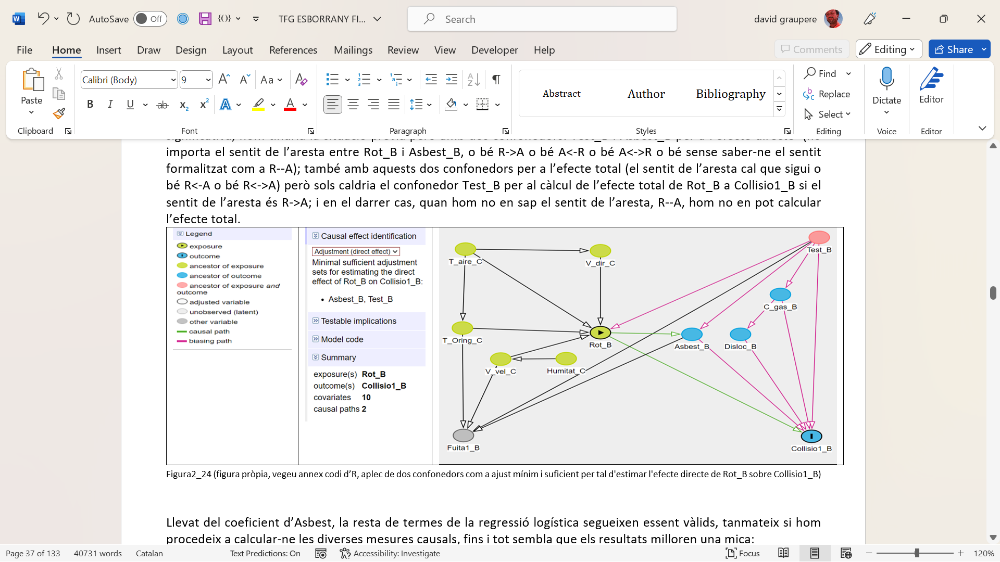 AutoSave Off
TFG ESBORRANY FI...
Search
david graupere
File Home Insert Draw Design Layout References Mailings Review View Developer Help
Comments Editing Share
Paste
Clipboard
Calibri (Body) 9
Font
Paragraph
Abstract Author Bibliography
Styles
Find
Replace
Select
Editing
Dictate
Voice
Editor
Editor
importa el sentit de l’aresta entre Rot_B i Asbest_B, o bé R->A o bé A<-R o bé A<->R o bé sense saber-ne el sentit
formalitzat com a R--A); també amb aquests dos confonedors per a l’efecte total (el sentit de l’aresta cal que sigui o
bé R<-A o bé R<->A) però sols caldria el confonedor Test_B per al càlcul de l’efecte total de Rot_B a Collisio1_B si el
sentit de l’aresta és R->A; i en el darrer cas, quan hom no en sap el sentit de l’aresta, R--A, hom no en pot calcular
l’efecte total.
Legend
exposure
outcome
ancestor of exposure
ancestor of outcome
ancestor of exposure and
outcome
adjusted variable
unobserved (latent)
other variable
causal path
biasing path
Causal effect identification
Adjustment (direct effect)
Minimal sufficient adjustment
sets for estimating the direct
effect of Rot_B on Collisio1_B:
• Asbest_B, Test_B
Testable implications
Model code
Summary
exposure(s) Rot_B
outcome(s) Collisio1_B
covariates 10
causal paths 2
Test_B
T_aire_C
V_dir_C
C_gas_B
T_Oring_C
Rot_B
Asbest_B
Disloc_B
V_vel_C
Humitat_C
Fuita1_B
Collisio1_B
Figura2_24 (figura pròpia, vegeu annex codi d’R, aplec de dos confonedors com a ajust mínim i suficient per tal d'estimar l'efecte directe de Rot_B sobre Collisio1_B)
Llevat del coeficient d’Asbest, la resta de termes de la regressió logística segueixen essent vàlids, tanmateix si hom
procedeix a calcular-ne les diverses mesures causals, fins i tot sembla que els resultats milloren una mica:
Page 37 of 133 40731 words Catalan Text Predictions: On Accessibility: Investigate Focus 120%